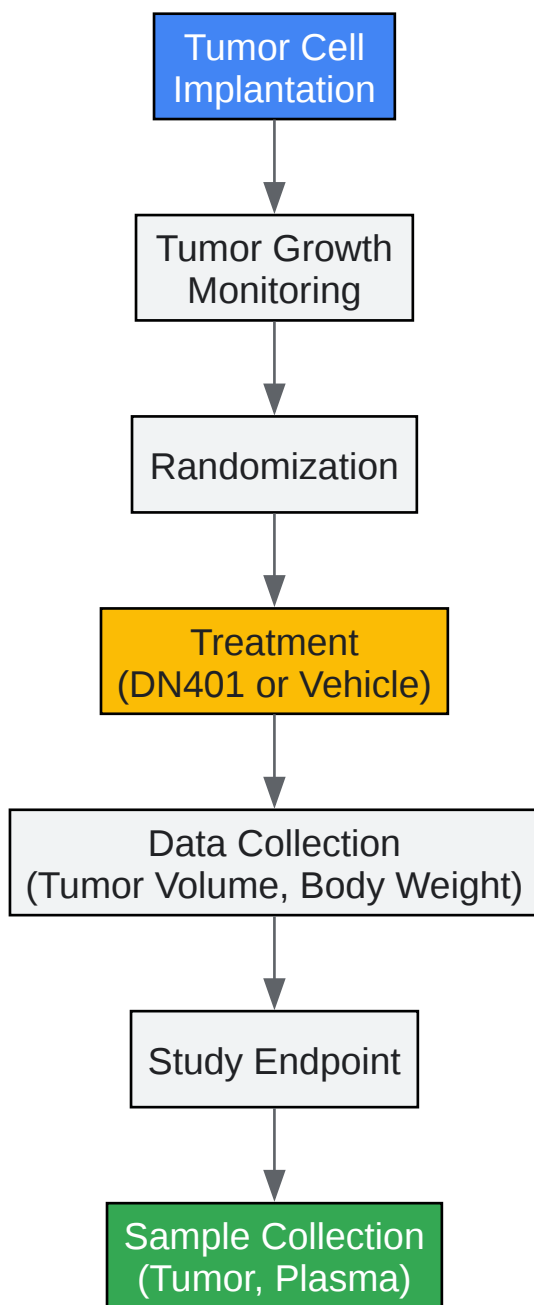 Tumor Cell
Implantation
Tumor Growth
Monitoring
Randomization
Treatment
(DN401 or Vehicle)
Data Collection
(Tumor Volume, Body Weight)
Study Endpoint
Sample Collection
(Tumor, Plasma)